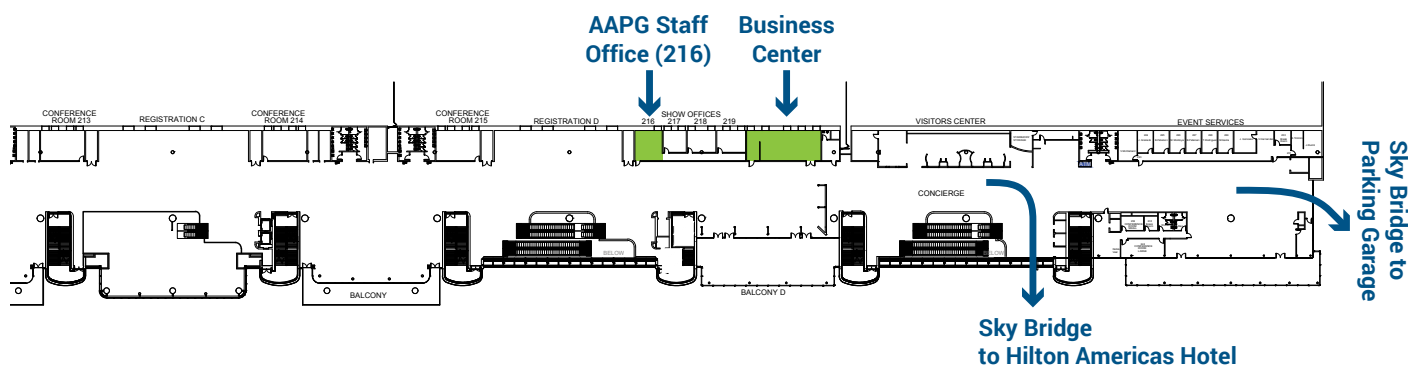 AAPG Staff
Office (216)
Business
Center
CONFERENCE
ROOM 213
REGISTRATION C
CONFERENCE
ROOM 214
CONFERENCE
ROOM 215
REGISTRATION D
SHOW OFFICES
216 217 218 219
VISITORS CENTER
EVENT SERVICES
CONCIERGE
Sky Bridge to
Parking Garage
BELOW
BELOW
BALCONY
BALCONY D
Sky Bridge
to Hilton Americas Hotel